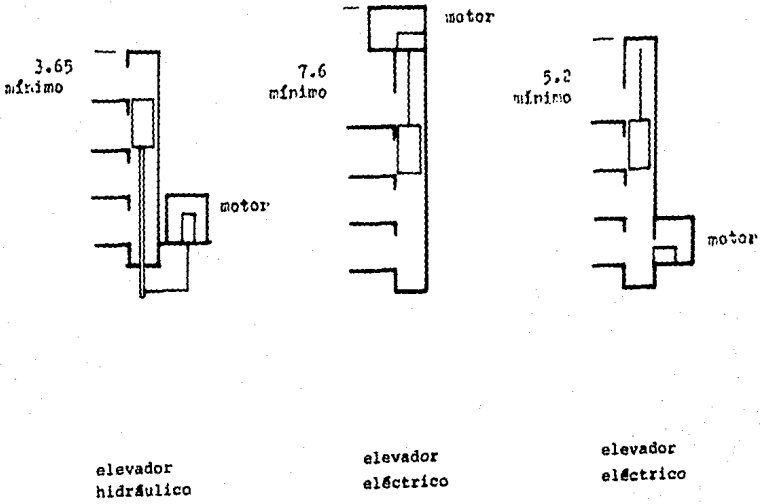 3.65
mínimo
motor
elevador
hidráulico
7.6
mínimo
motor
elevador
eléctrico
5.2
mínimo
motor
elevador
eléctrico